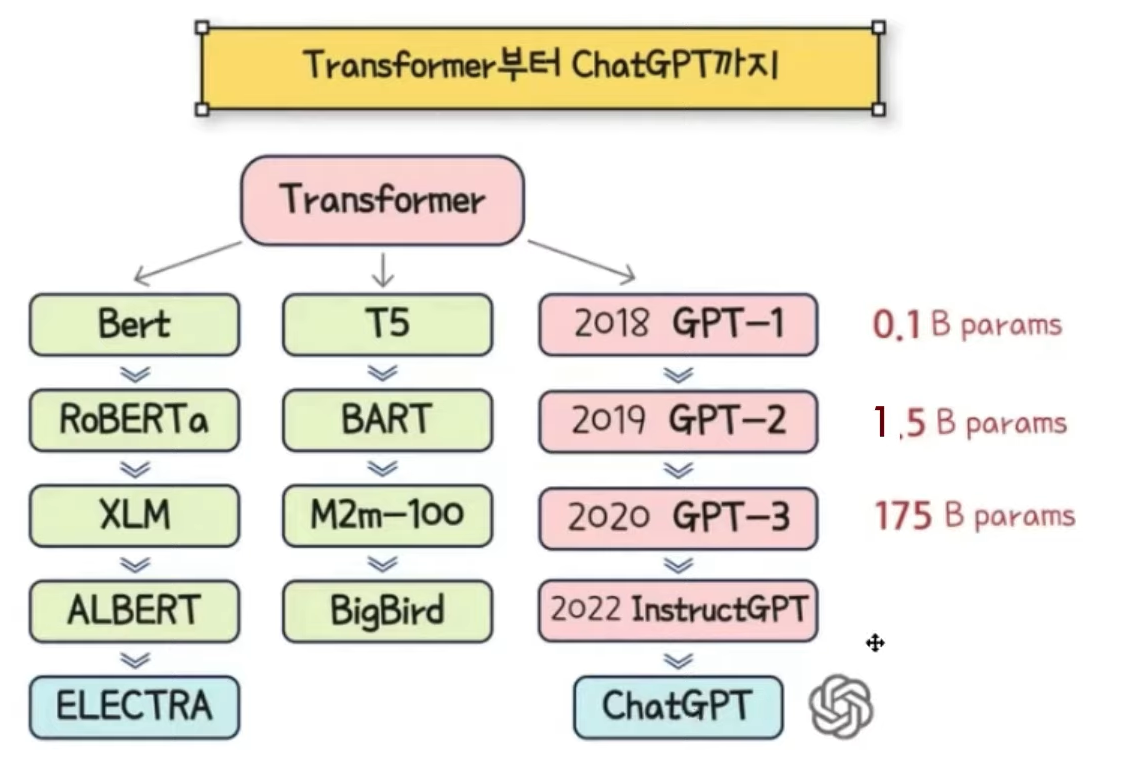 Transformer부터 ChatGPT까지
Transformer
Bert
T5
2018 GPT-1
0.1 B params
RoBERTa
BART
2019 GPT-2
1.5 B params
XLM
M2m-100
2020 GPT-3
175 B params
ALBERT
BigBird
2022 InstructGPT
ELECTRA
ChatGPT